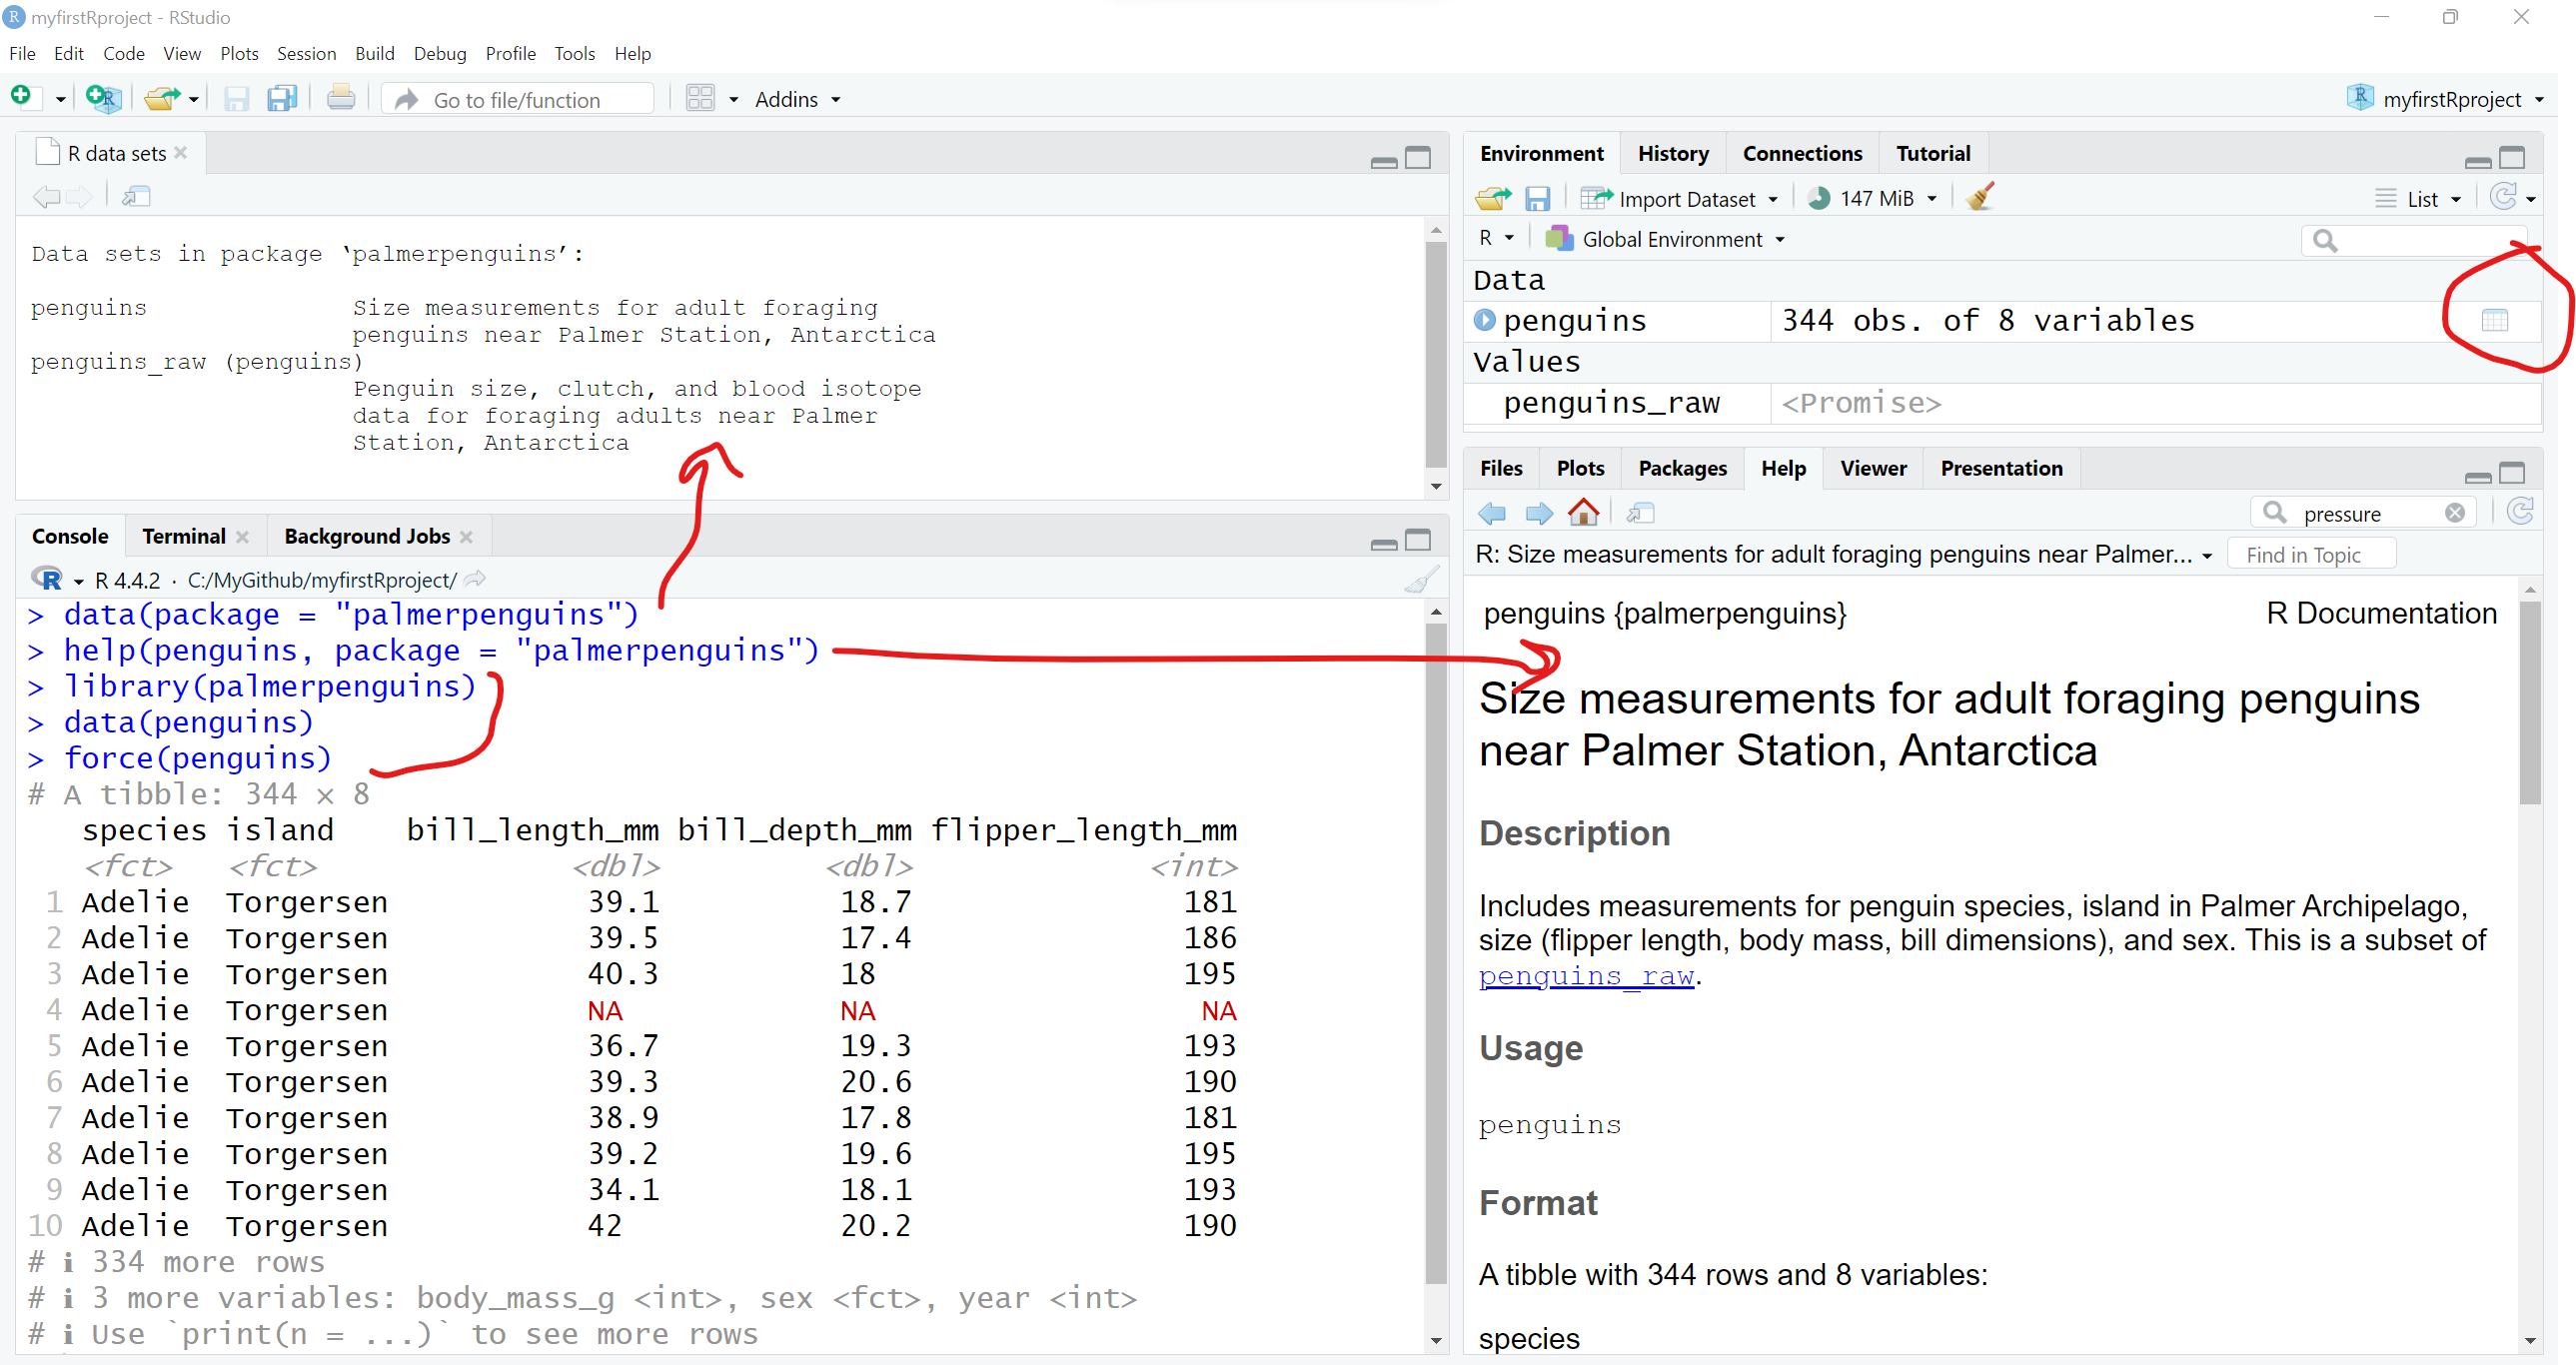 myfirstRproject - RStudio
File Edit Code View Plots Session Build Debug Profile Tools Help
Go to file/function Addins myfirstRproject
R data sets
Data sets in package ‘palmerpenguins’:
penguins Size measurements for adult foraging
penguins near Palmer Station, Antarctica
penguins_raw (penguins)
Penguin size, clutch, and blood isotope
data for foraging adults near Palmer
Station, Antarctica
Console Terminal Background Jobs
R 4.4.2 · C:/MyGithub/myfirstRproject/
> data(package = "palmerpenguins")
> help(penguins, package = "palmerpenguins")
> library(palmerpenguins)
> data(penguins)
> force(penguins)
# A tibble: 344 × 8
species island bill_length_mm bill_depth_mm flipper_length_mm
<fct> <fct> <dbl> <dbl> <int>
1 Adelie Torgersen 39.1 18.7 181
2 Adelie Torgersen 39.5 17.4 186
3 Adelie Torgersen 40.3 18 195
4 Adelie Torgersen NA NA NA
5 Adelie Torgersen 36.7 19.3 193
6 Adelie Torgersen 39.3 20.6 190
7 Adelie Torgersen 38.9 17.8 181
8 Adelie Torgersen 39.2 19.6 195
9 Adelie Torgersen 34.1 18.1 193
10 Adelie Torgersen 42 20.2 190
# ℹ 334 more rows
# ℹ 3 more variables: body_mass_g <int>, sex <fct>, year <int>
# ℹ Use `print(n = ...)` to see more rows
Environment History Connections Tutorial
Import Dataset 147 MiB List
R Global Environment
Data
penguins 344 obs. of 8 variables
Values
penguins_raw <Promise>
Files Plots Packages Help Viewer Presentation
pressure
R: Size measurements for adult foraging penguins near Palmer... Find in Topic
penguins {palmerpenguins} R Documentation
Size measurements for adult foraging penguins
near Palmer Station, Antarctica
Description
Includes measurements for penguin species, island in Palmer Archipelago,
size (flipper length, body mass, bill dimensions), and sex. This is a subset of
penguins_raw.
Usage
penguins
Format
A tibble with 344 rows and 8 variables:
species